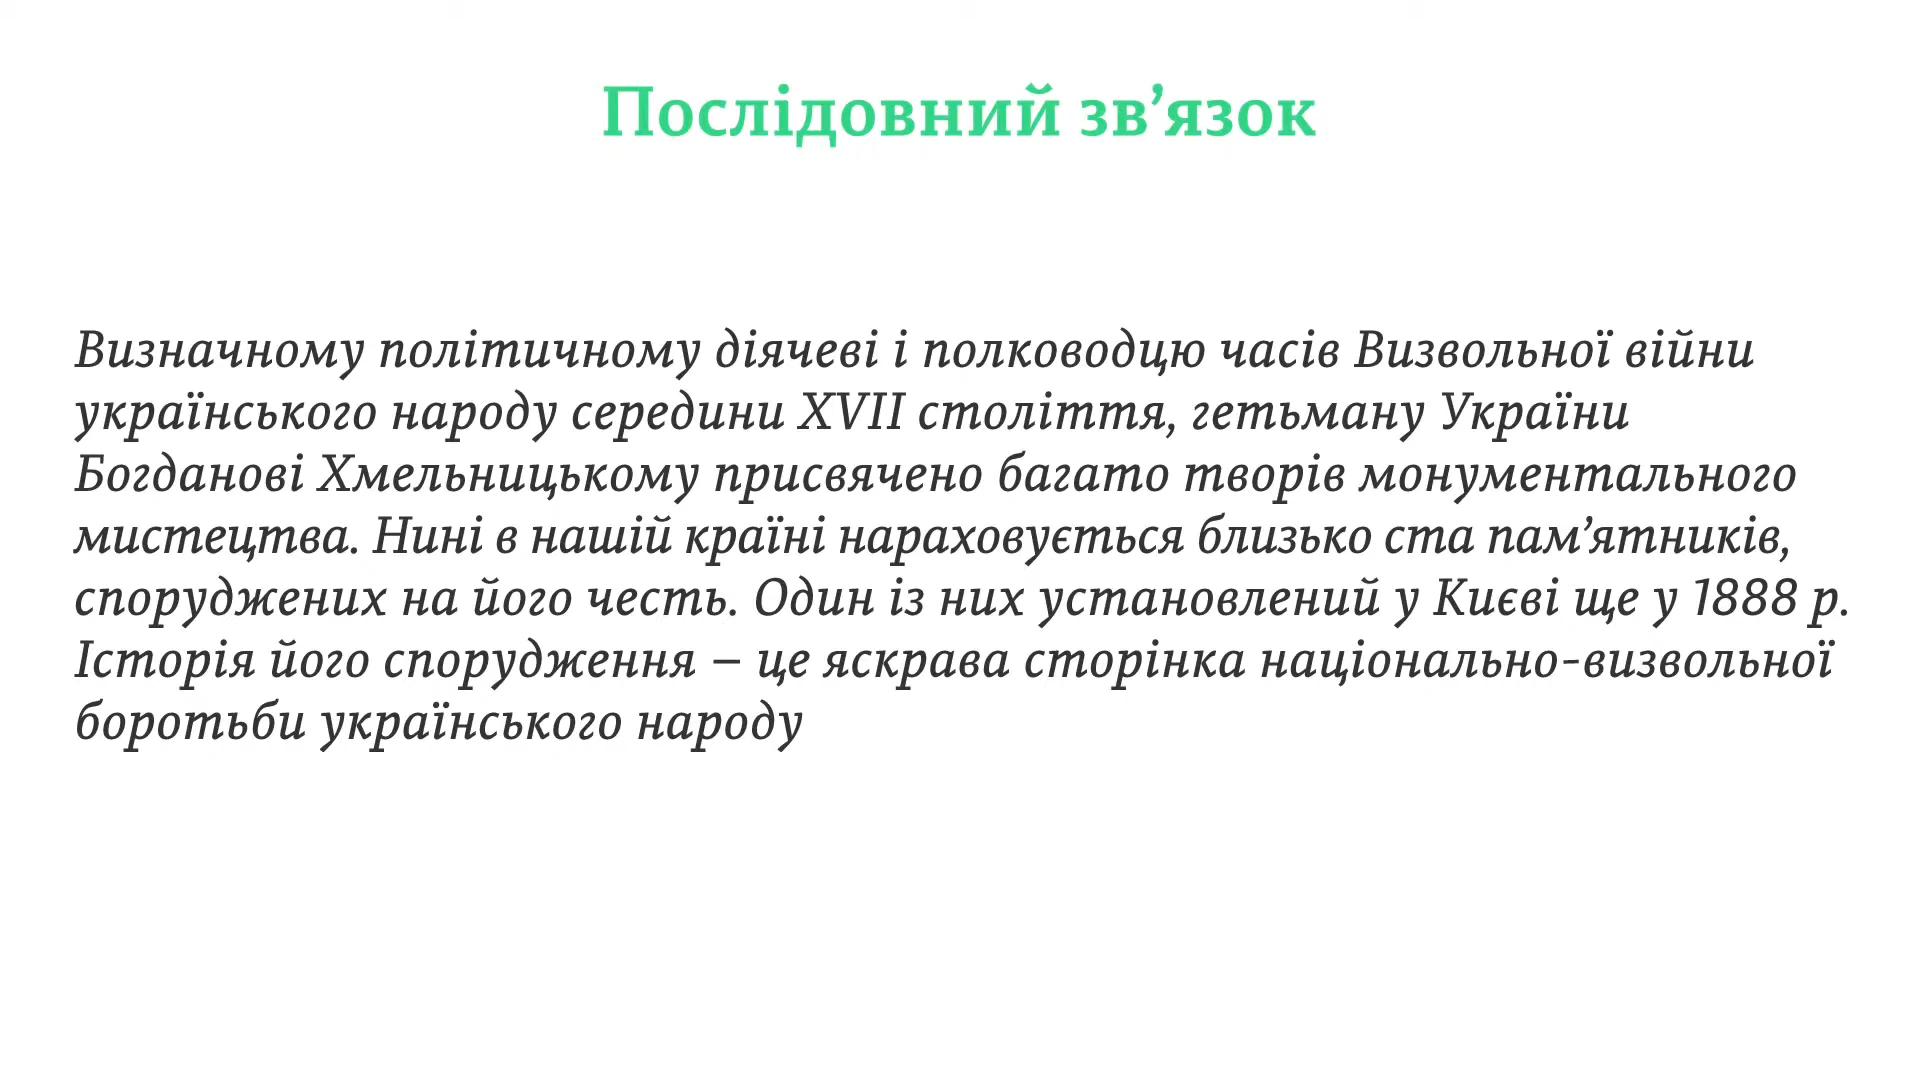 Послідовний зв’язок
Визначному політичному діячеві і полководцю часів Визвольної війни
українського народу середини XVII століття, гетьману України
Богданові Хмельницькому присвячено багато творів монументального
мистецтва. Нині в нашій країні нараховується близько ста пам’ятників,
споруджених на його честь. Один із них установлений у Києві ще у 1888 р.
Історія його спорудження – це яскрава сторінка національно-визвольної
боротьби українського народу